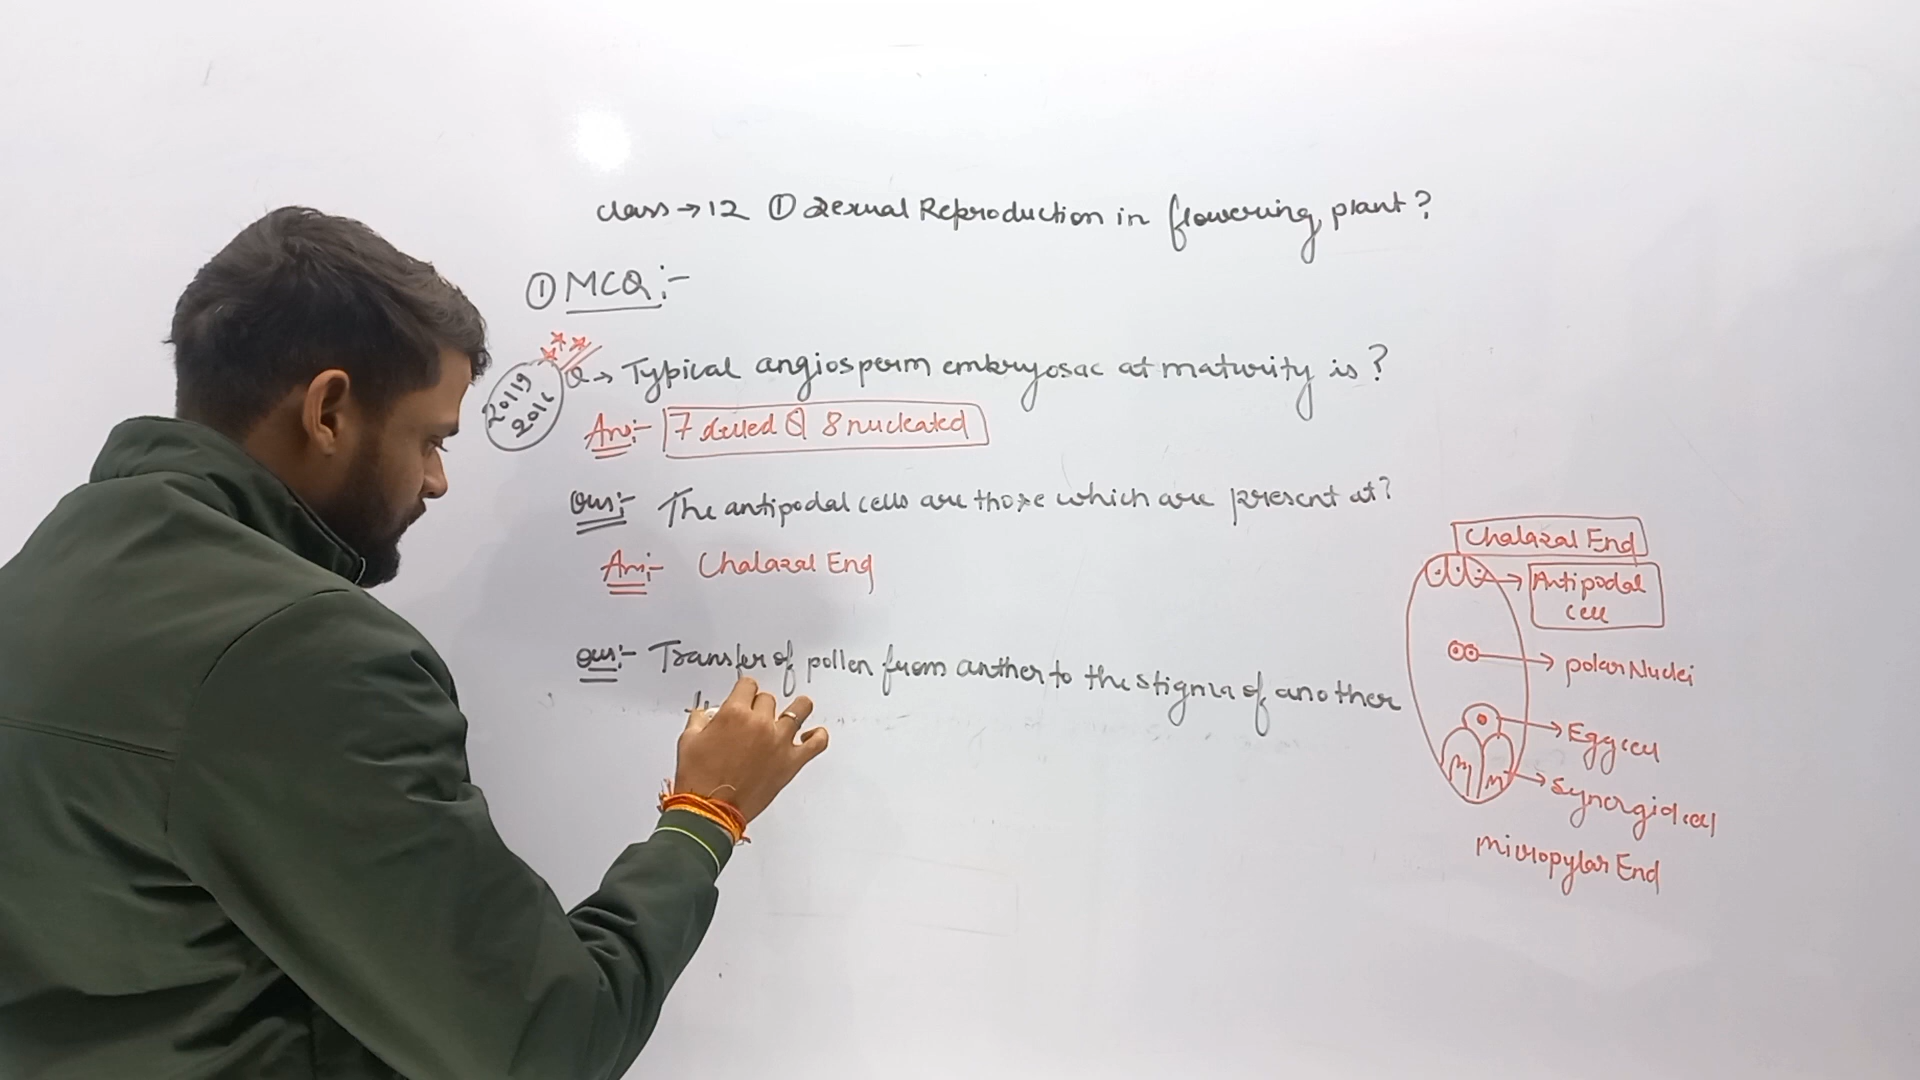 class → 12 ① Sexual Reproduction in flowering plant?
① MCQ:-
2019
2016
Q → Typical angiosperm embryosac at maturity is?
Ans:- 7 celled & 8 nucleated
Ques:- The antipodal cells are those which are present at?
Ans:- Chalazal End
Ques:- Transfer of pollen from anther to the stigma of another
Chalazal End
Antipodal
cell
polar Nuclei
Egg cell
Synergid cell
micropylar End